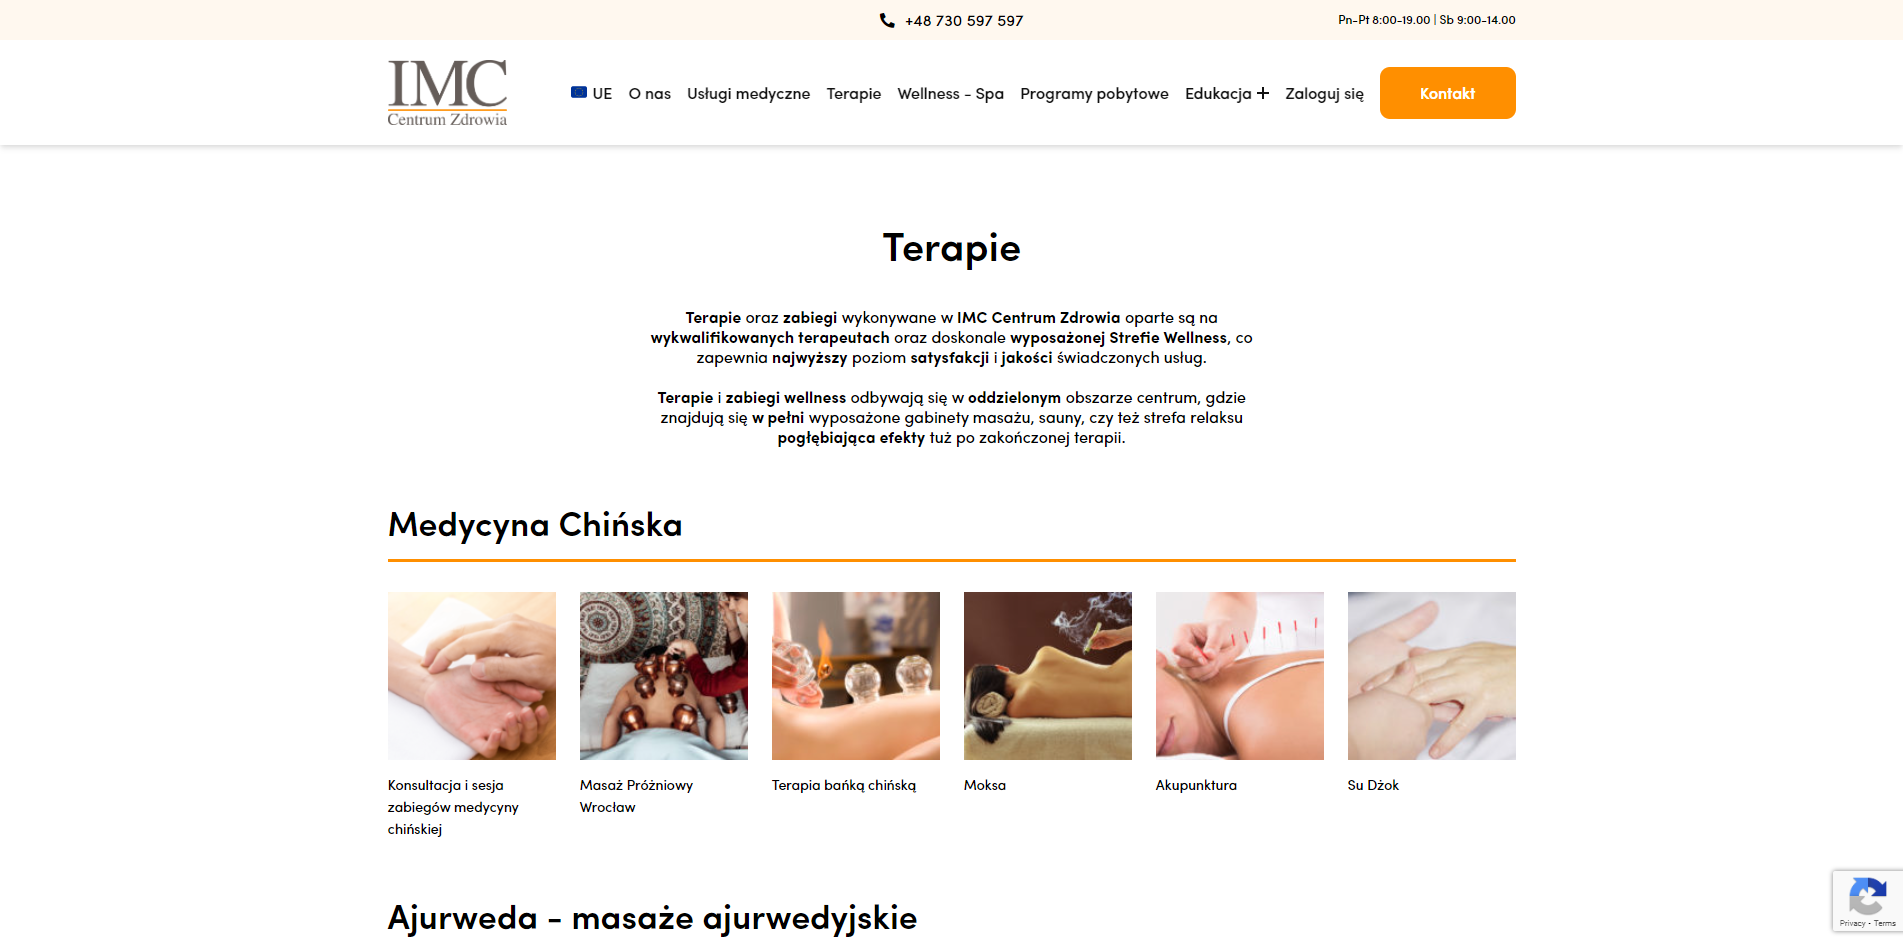 +48 730 597 597
Pn-Pt 8:00-19.00 | Sb 9:00-14.00
IMC
Centrum Zdrowia
UE
O nas
Usługi medyczne
Terapie
Wellness - Spa
Programy pobytowe
Edukacja +
Zaloguj się
Kontakt
Terapie
Terapie oraz zabiegi wykonywane w IMC Centrum Zdrowia oparte są na
wykwalifikowanych terapeutach oraz doskonale wyposażonej Strefie Wellness, co
zapewnia najwyższy poziom satysfakcji i jakości świadczonych usług.
Terapie i zabiegi wellness odbywają się w oddzielonym obszarze centrum, gdzie
znajdują się w pełni wyposażone gabinety masażu, sauny, czy też strefa relaksu
pogłębiająca efekty tuż po zakończonej terapii.
Medycyna Chińska
Konsultacja i sesja
zabiegów medycyny
chińskiej
Masaż Próżniowy
Wrocław
Terapia bańką chińską
Moksa
Akupunktura
Su Dżok
Ajurweda - masaże ajurwedyjskie
Privacy - Terms